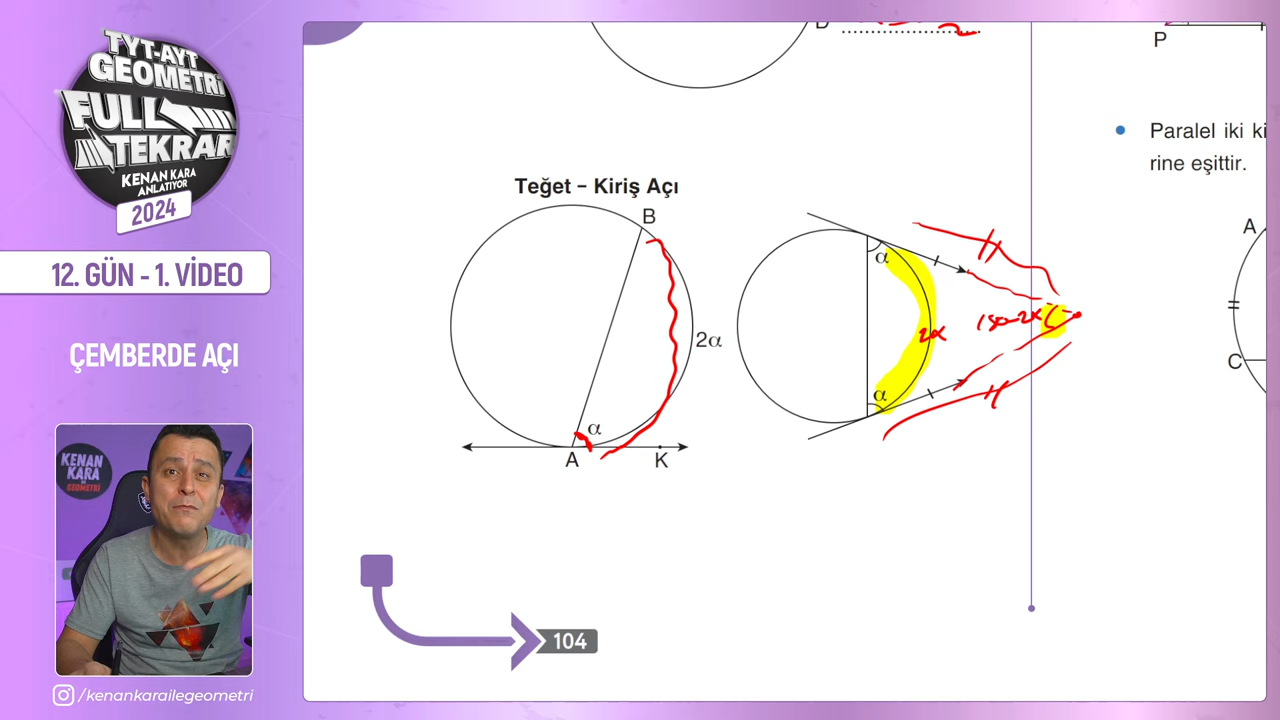 TYT-AYT
GEOMETRİ
FULL
TEKRAR
KENAN KARA
ANLATIYOR
2024
12. GÜN - 1. VİDEO
ÇEMBERDE AÇI
KENAN
KARA
GEOMETRİ
/kenankarailegeometri
D
P
Paralel iki ki
rine eşittir.
Teğet – Kiriş Açı
B
2α
α
A
K
α
2α
α
180-2α
A
=
C
104